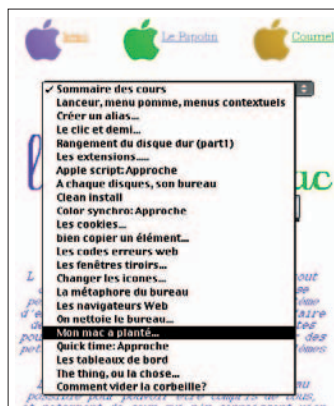 Le Panolin
Courriel
✓ Sommaire des cours
Lanceur, menu pomme, menus contextuels
Créer un alias...
Le clic et demi...
Rangement du disque dur (part1)
Les extensions.....
Apple script: Approche
A chaque disques, son bureau
Clean install
Color synchro: Approche
Les cookies...
bien copier un élément...
Les codes erreurs web
Les fenêtres tiroirs...
Changer les icones...
La métaphore du bureau
Les navigateurs Web
On nettoie le bureau...
Mon mac a planté...
Quick time: Approche
Les tableaux de bord
The thing, ou la chose...
Comment vider la corbeille?